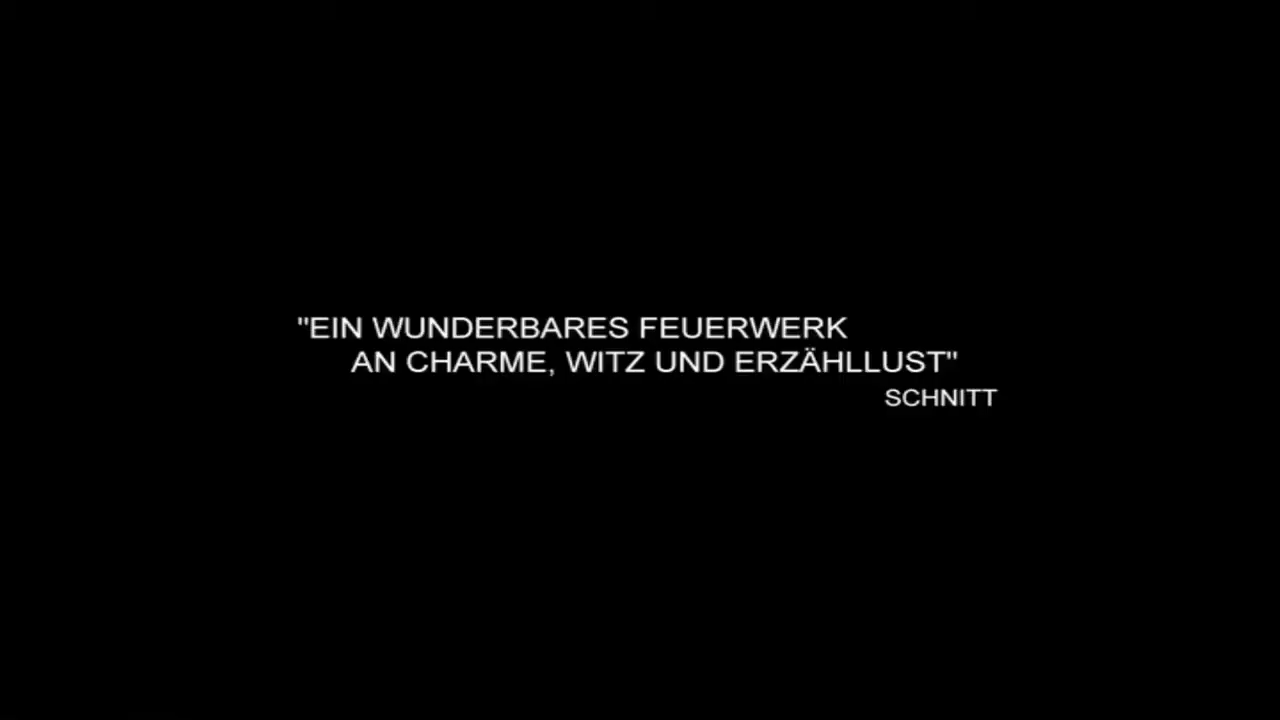 "EIN WUNDERBARES FEUERWERK
AN CHARME, WITZ UND ERZÄHLLUST"
SCHNITT